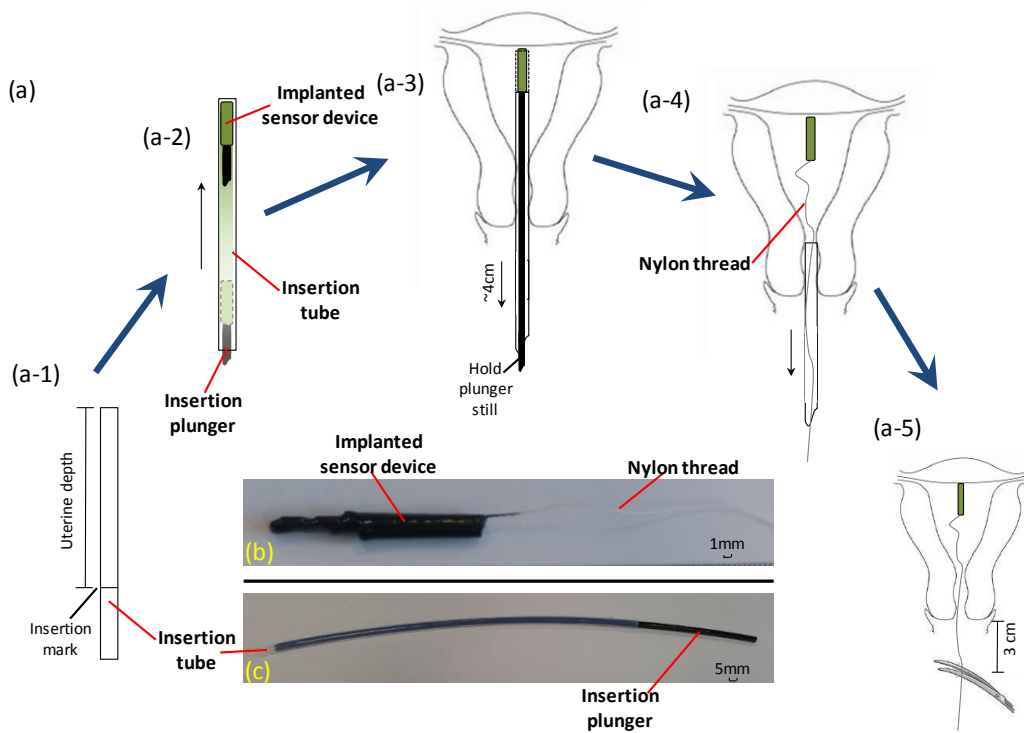 (a)
(a-1)
Uterine depth
Insertion
mark
Insertion
tube
(a-2)
Implanted
sensor device
Insertion
tube
Insertion
plunger
(a-3)
~4cm
Hold
plunger
still
(a-4)
Nylon thread
(a-5)
3 cm
Implanted
sensor device
Nylon thread
(b)
1mm
(c)
5mm
Insertion
plunger